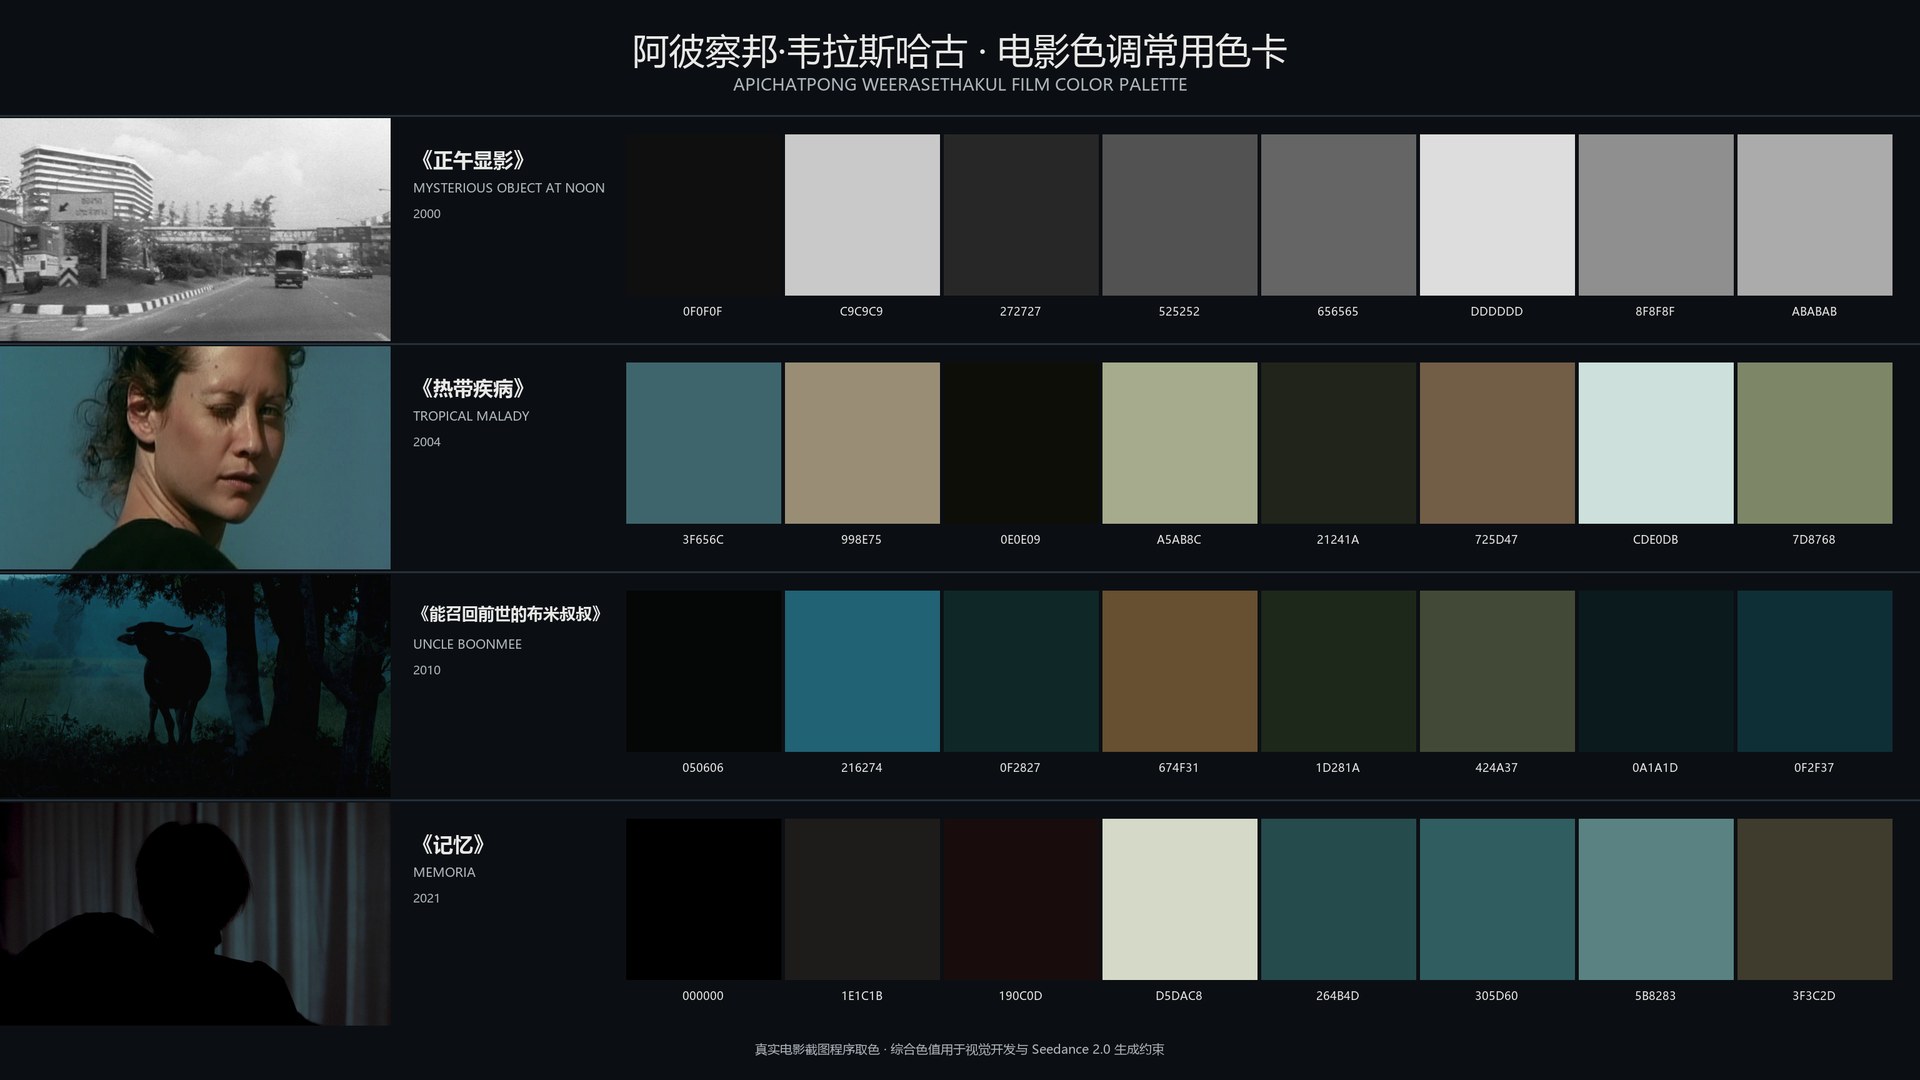 阿彼察邦·韦拉斯哈古 · 电影色调常用色卡
APICHATPONG WEERASETHAKUL FILM COLOR PALETTE
《正午显影》
MYSTERIOUS OBJECT AT NOON
2000
0F0F0F C9C9C9 272727 525252 656565 DDDDDD 8F8F8F ABABAB
《热带疾病》
TROPICAL MALADY
2004
3F656C 998E75 0E0E09 A5AB8C 21241A 725D47 CDE0DB 7D8768
《能召回前世的布米叔叔》
UNCLE BOONMEE
2010
050606 216274 0F2827 674F31 1D281A 424A37 0A1A1D 0F2F37
《记忆》
MEMORIA
2021
000000 1E1C1B 190C0D D5DAC8 264B4D 305D60 5B8283 3F3C2D
真实电影截图程序取色 · 综合色值用于视觉开发与 Seedance 2.0 生成约束